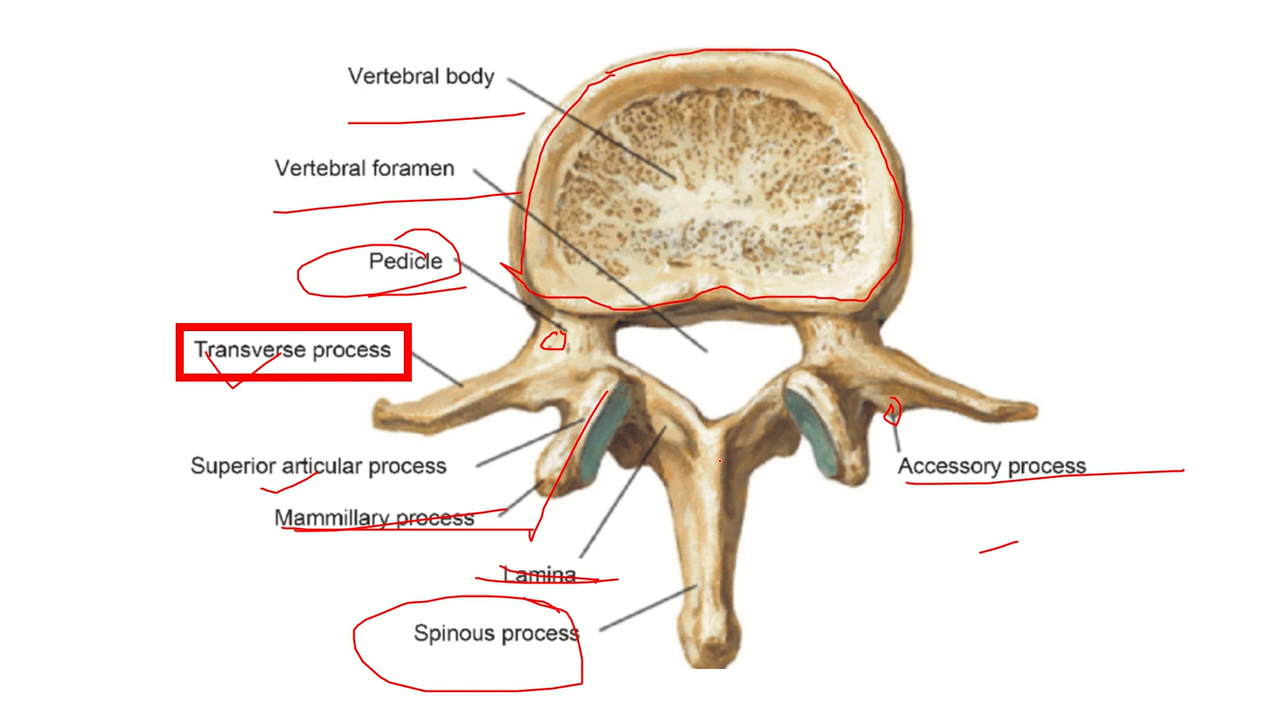 Vertebral body
Vertebral foramen
Pedicle
Transverse process
Superior articular process
Accessory process
Mammillary process
Lamina
Spinous process